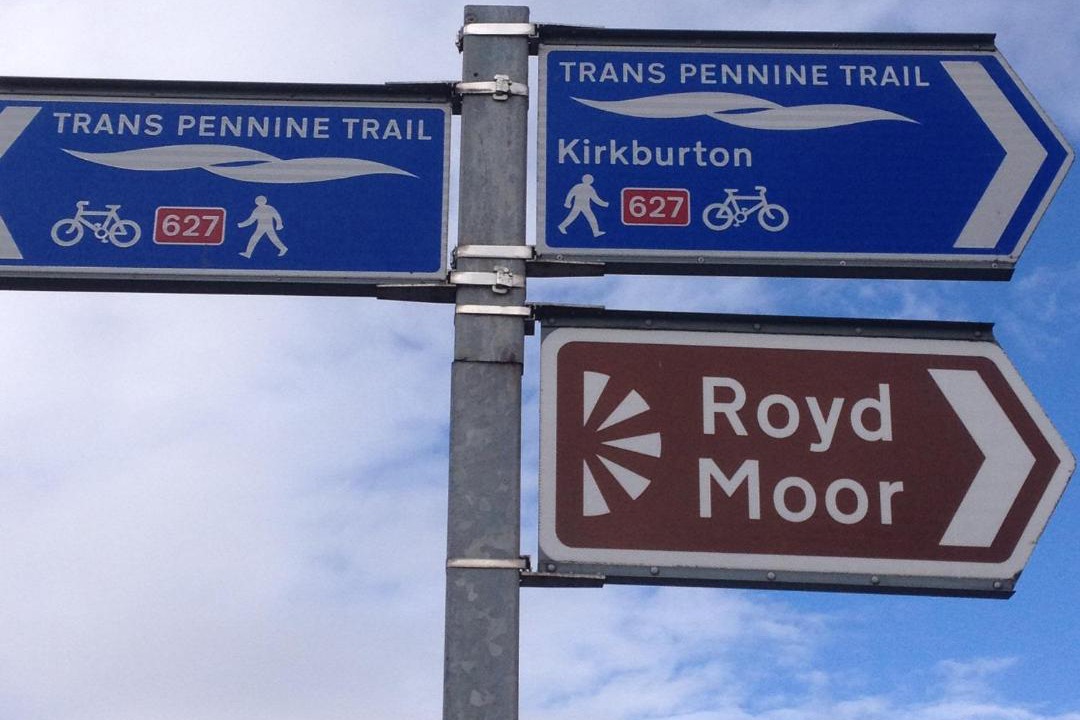 TRANS PENNINE TRAIL
627
TRANS PENNINE TRAIL
Kirkburton
627
Royd
Moor